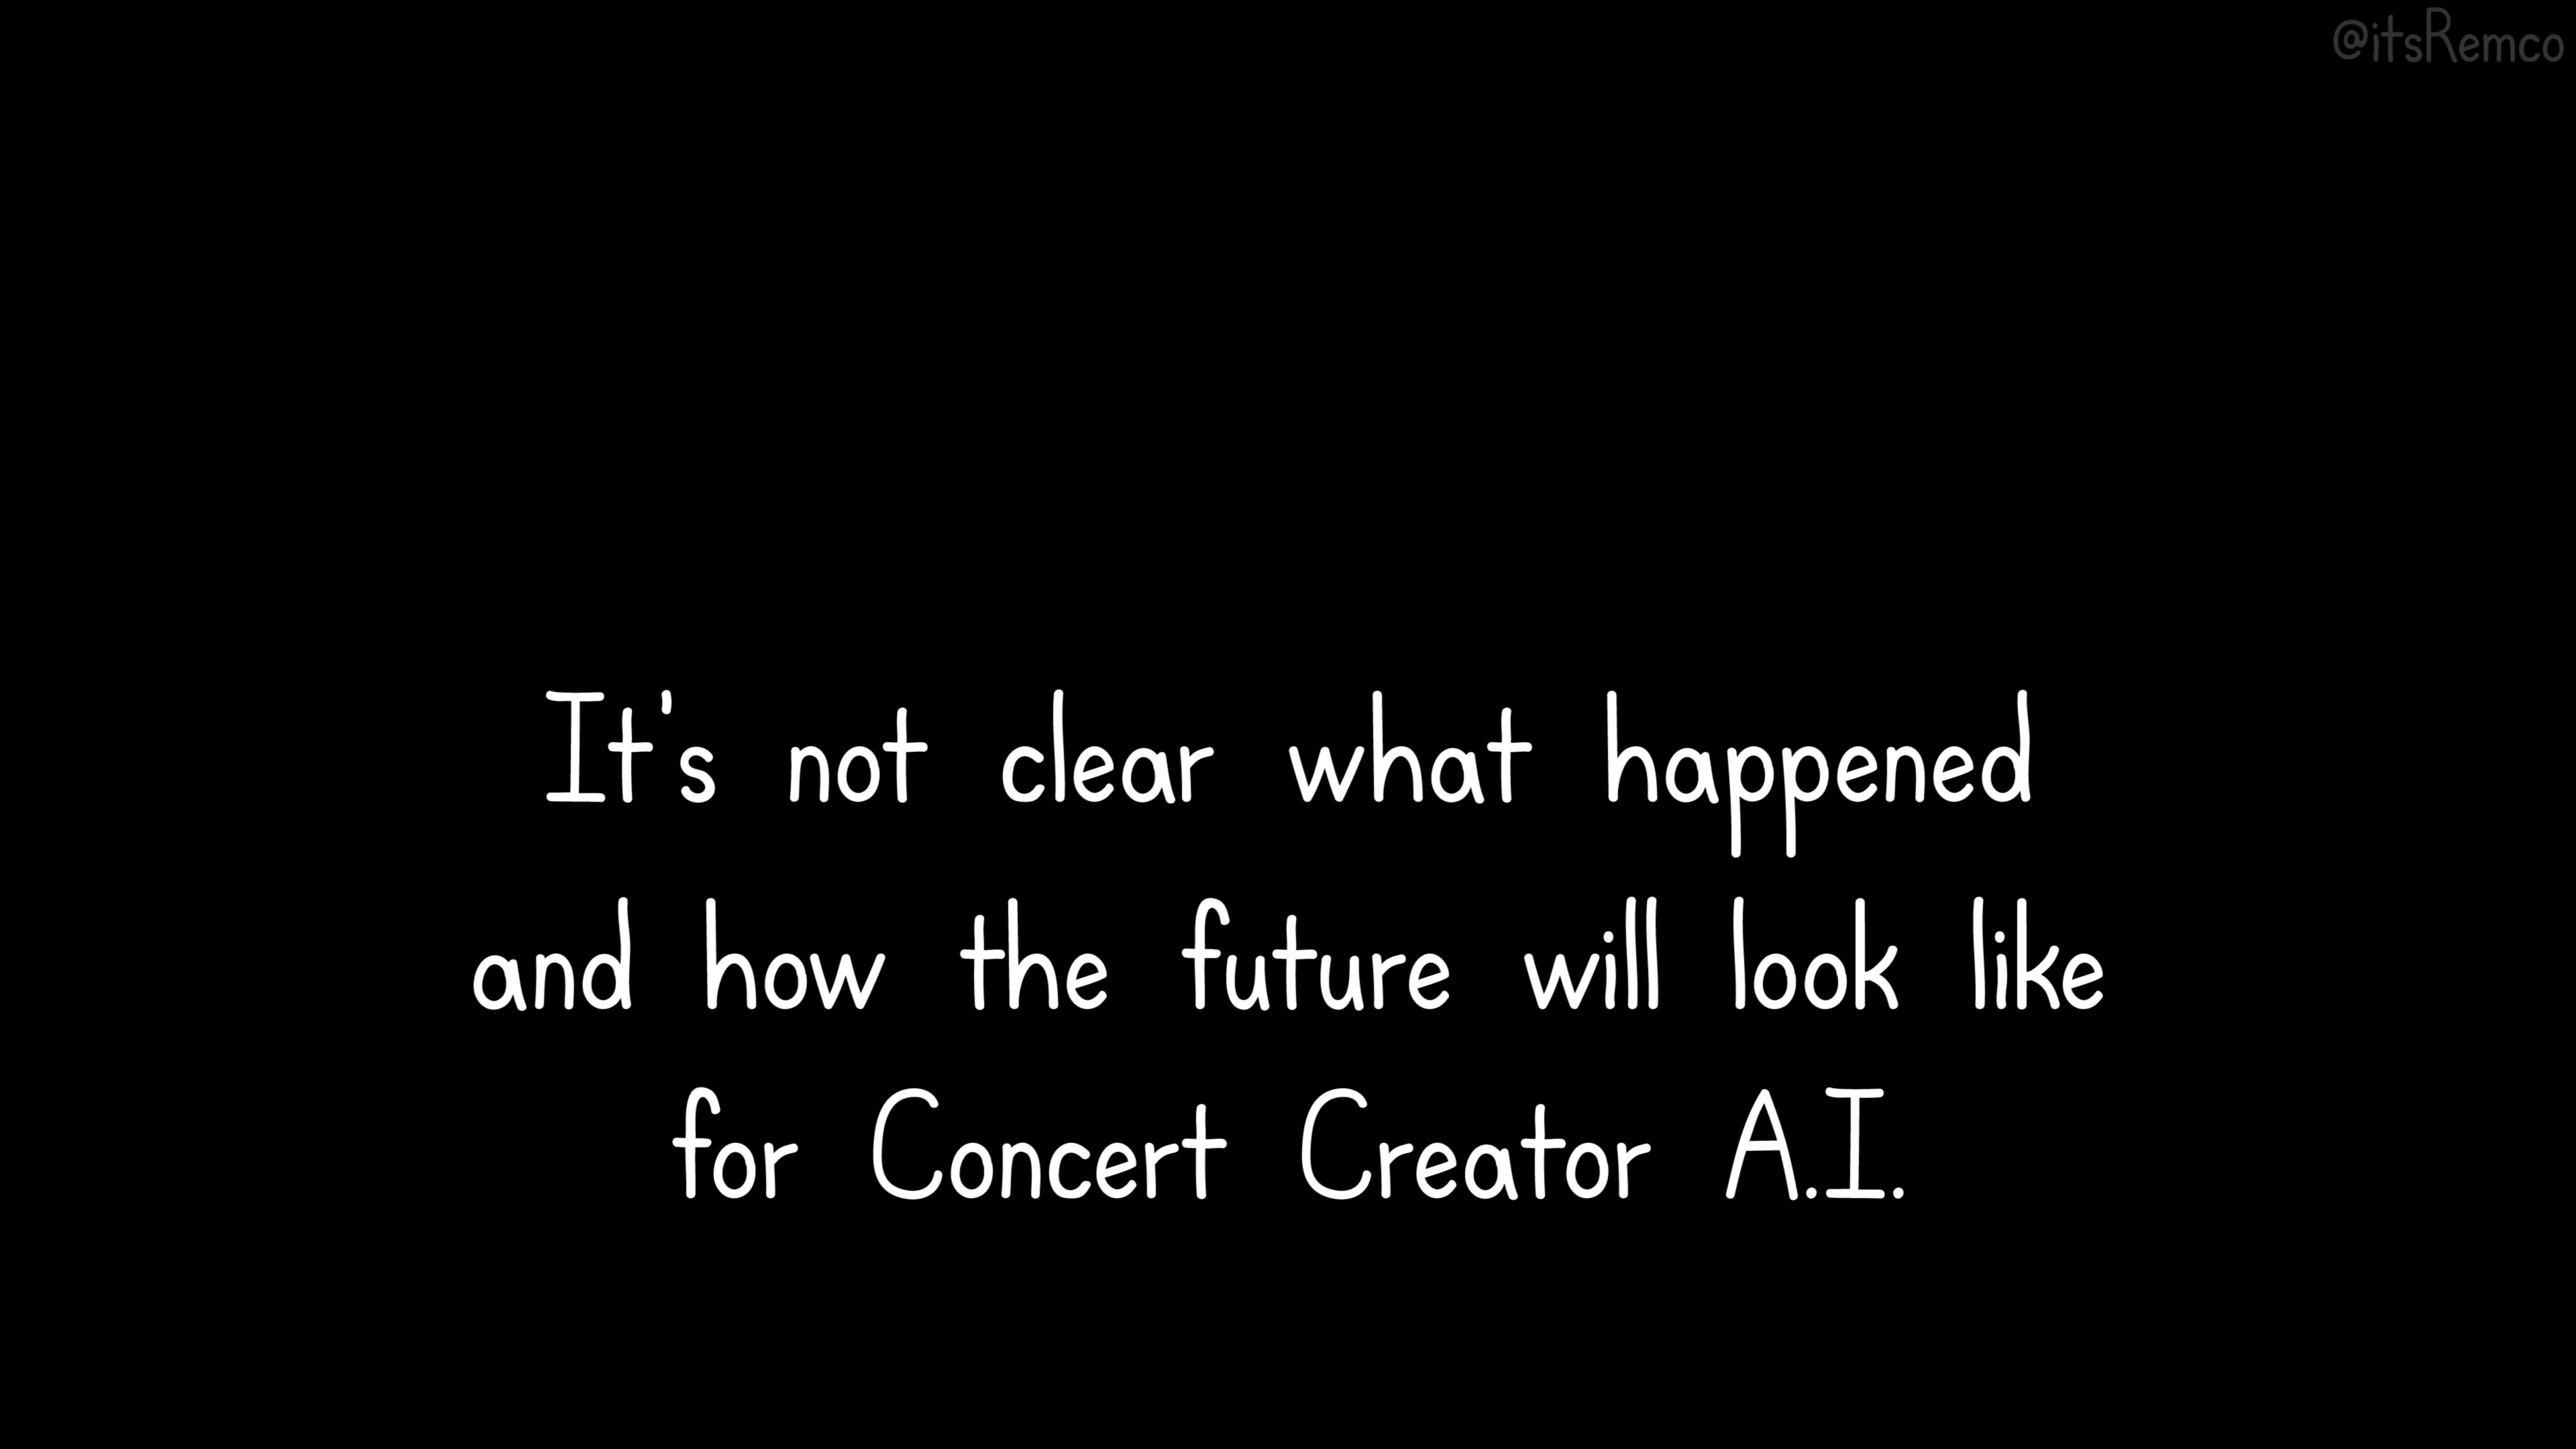 @itsRemco
It's not clear what happened
and how the future will look like
for Concert Creator A.I.